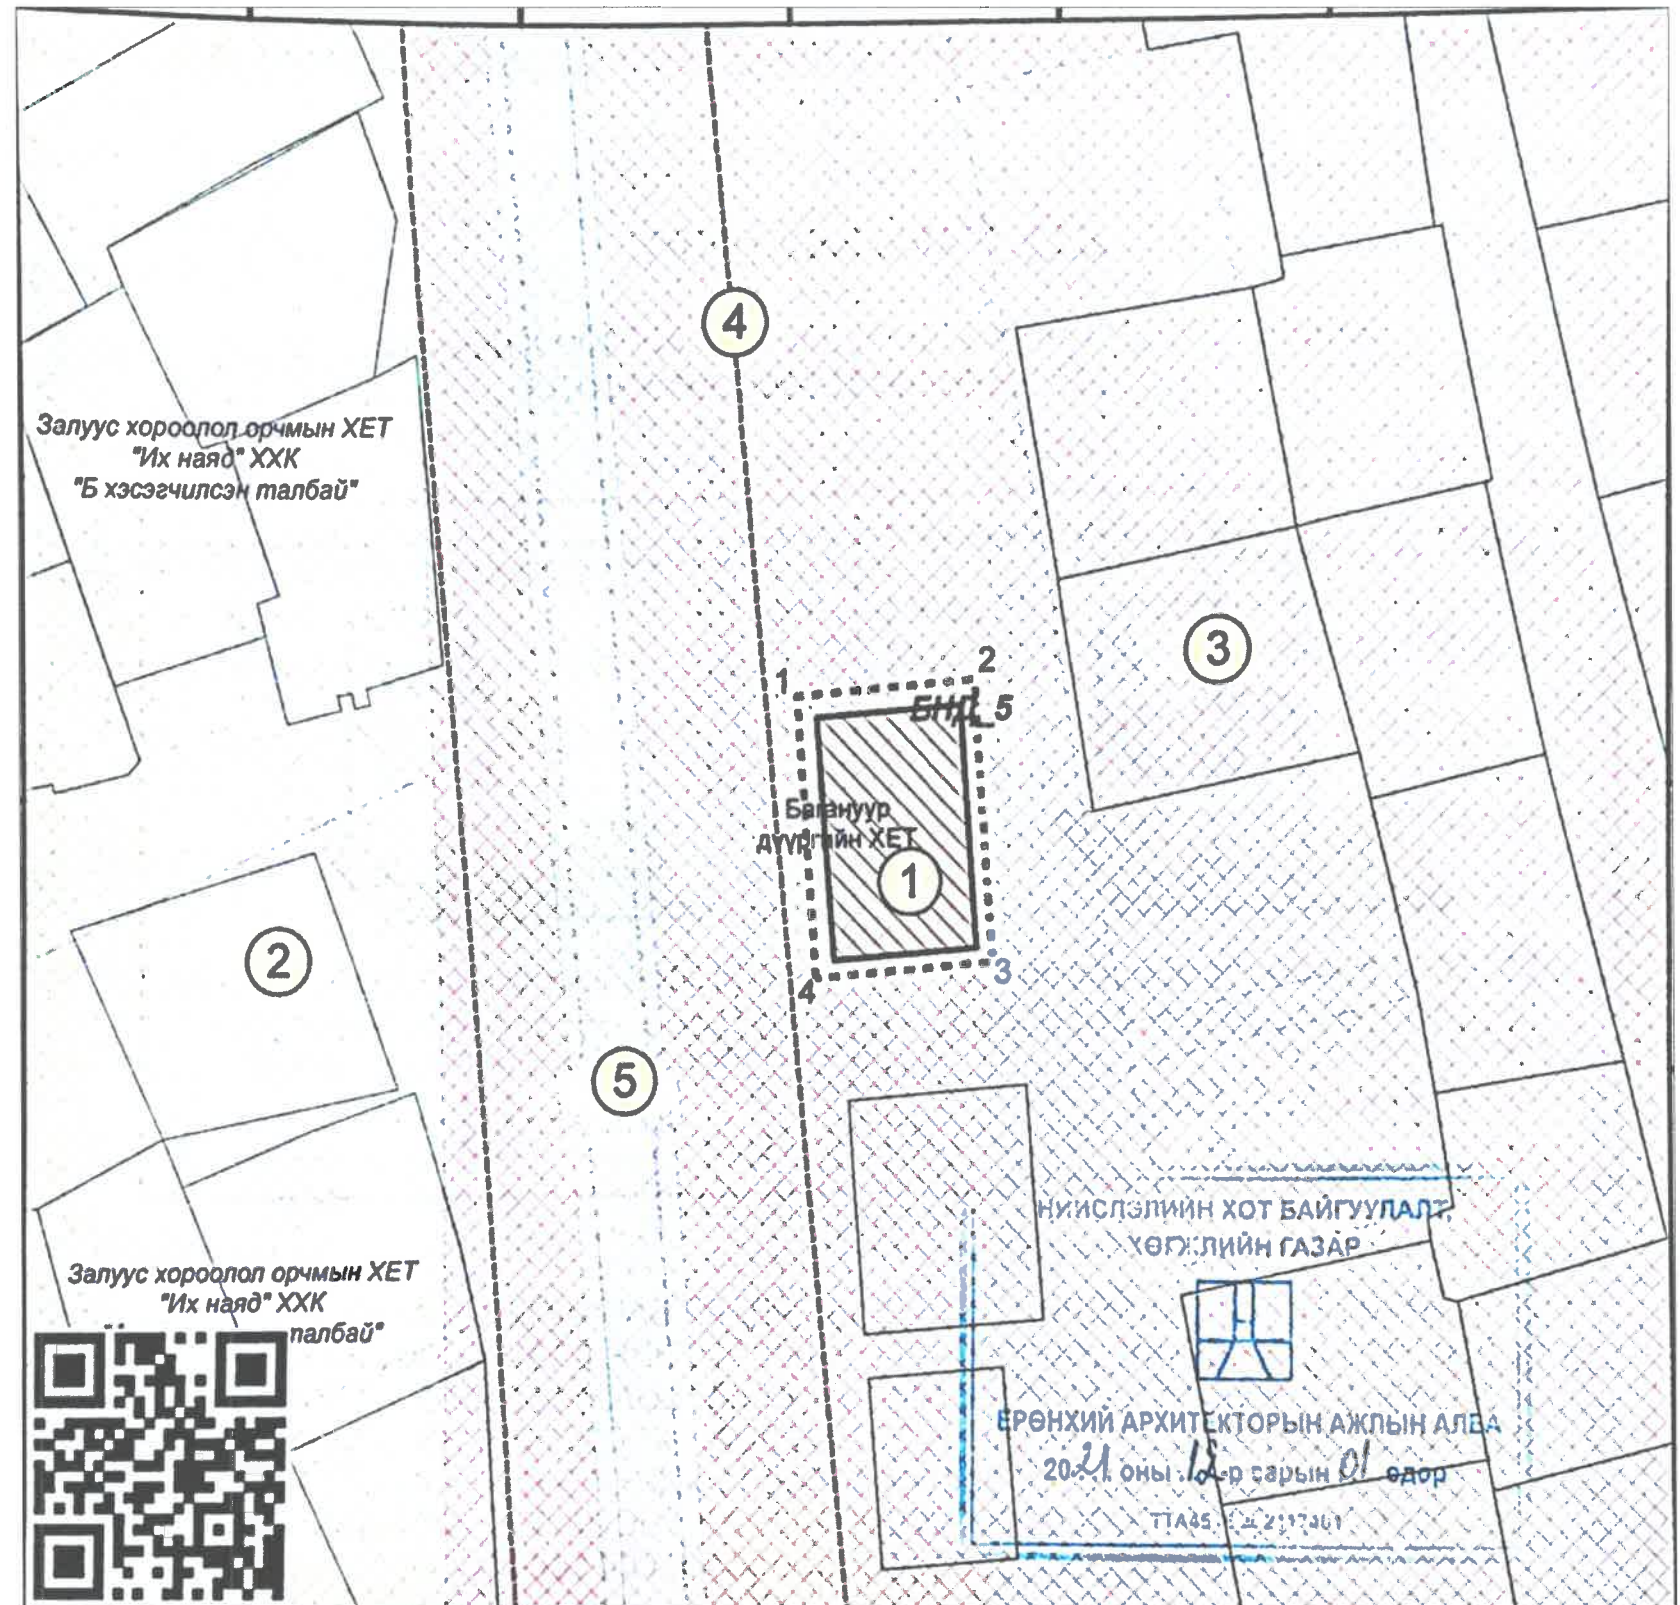 4
Залуус хороолол орчмын ХЕТ
"Их наяд" ХХК
"Б хэсэгчилсэн талбай"
3
1
2
БНД_5
Багануур
дүүргийн ХЕТ
1
2
3
4
5
НИЙСЛЭЛИЙН ХОТ БАЙГУУЛАЛТ,
ХӨГЖЛИЙН ГАЗАР
Залуус хороолол орчмын ХЕТ
"Их наяд" ХХК
талбай"
ЕРӨНХИЙ АРХИТЕКТОРЫН АЖЛЫН АЛБА
2021 оны 12-р сарын 01 өдөр
ТТА45